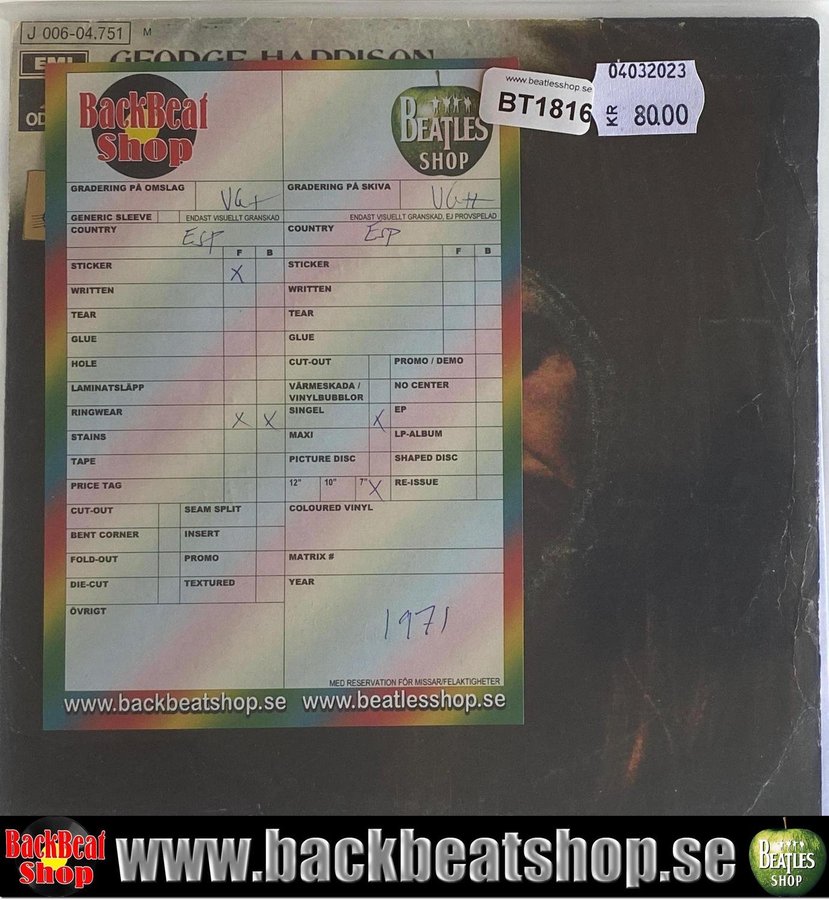 J 006-04.751 M
EMI GEORGE HARRISON
OD
www.beatlesshop.se
BT1816
04032023
KR 80.00
BackBeat Shop
BEATLES SHOP
GRADERING PÅ OMSLAG VG+ GRADERING PÅ SKIVA VG++
GENERIC SLEEVE ENDAST VISUELLT GRANSKAD ENDAST VISUELLT GRANSKAD, EJ PROVSPELAD
COUNTRY ESP COUNTRY ESP
F B F B
STICKER X STICKER
WRITTEN WRITTEN
TEAR TEAR
GLUE GLUE
HOLE CUT-OUT PROMO / DEMO
LAMINATSLÄPP VÄRMESKADA / VINYLBUBBLOR NO CENTER
RINGWEAR X X SINGEL X EP
STAINS MAXI LP-ALBUM
TAPE PICTURE DISC SHAPED DISC
PRICE TAG 12" 10" 7" X RE-ISSUE
CUT-OUT SEAM SPLIT COLOURED VINYL
BENT CORNER INSERT
FOLD-OUT PROMO MATRIX #
DIE-CUT TEXTURED YEAR
ÖVRIGT 1971
MED RESERVATION FÖR MISSAR/FELAKTIGHETER
www.backbeatshop.se www.beatlesshop.se
BackBeat Shop www.backbeatshop.se BEATLES SHOP